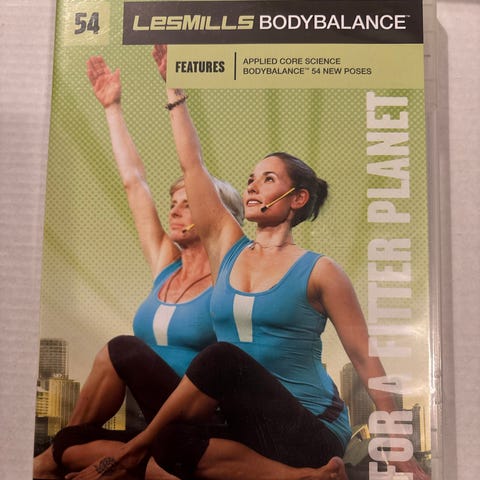 54
LesMills BODYBALANCE™
FEATURES
APPLIED CORE SCIENCE
BODYBALANCE™ 54 NEW POSES
FOR A FITTER PLANET